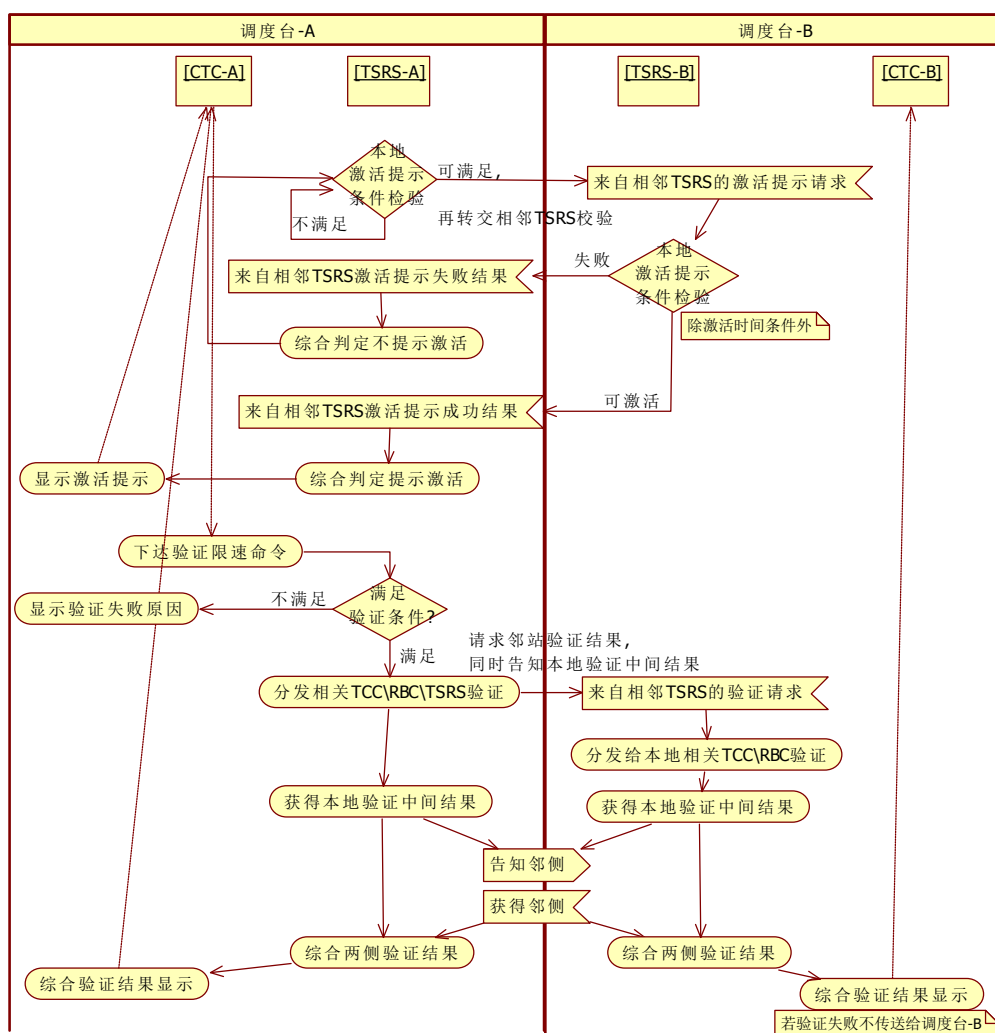 调度台-A
调度台-B
[CTC-A]
[TSRS-A]
[TSRS-B]
[CTC-B]
本地
激活提示
条件检验
可满足,
再转交相邻TSRS校验
不满足
来自相邻TSRS的激活提示请求
本地
激活提示
条件检验
失败
除激活时间条件外
来自相邻TSRS激活提示失败结果
综合判定不提示激活
可激活
来自相邻TSRS激活提示成功结果
显示激活提示
综合判定提示激活
下达验证限速命令
满足
验证条件?
不满足
显示验证失败原因
满足
请求邻站验证结果,
同时告知本地验证中间结果
分发相关TCC\RBC\TSRS验证
来自相邻TSRS的验证请求
分发给本地相关TCC\RBC验证
获得本地验证中间结果
获得本地验证中间结果
告知邻侧
获得邻侧
综合两侧验证结果
综合两侧验证结果
综合验证结果显示
综合验证结果显示
若验证失败不传送给调度台-B